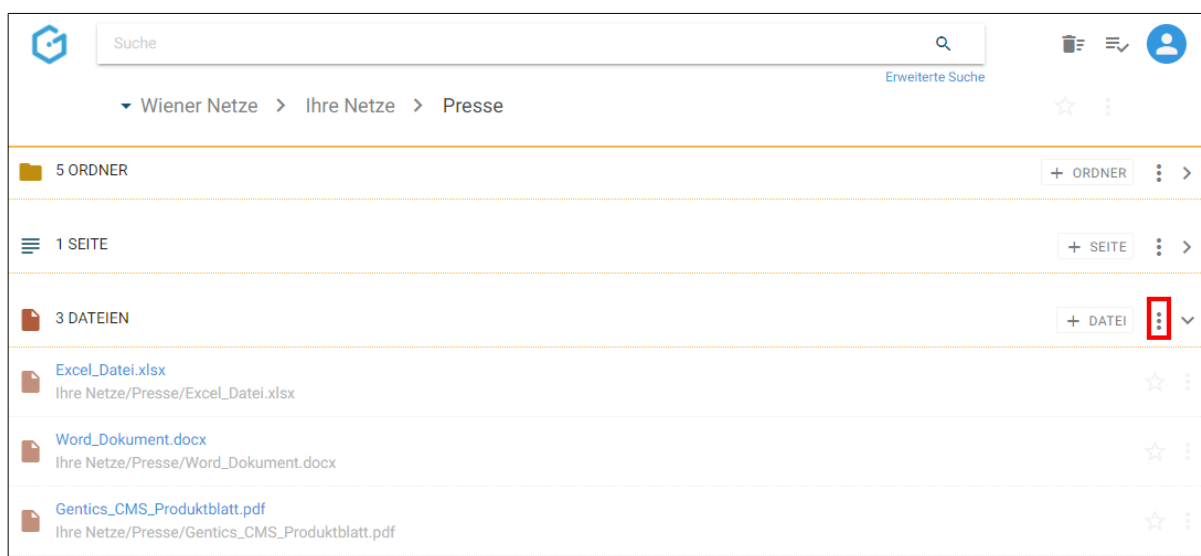 Suche
Erweiterte Suche
Wiener Netze > Ihre Netze > Presse
5 ORDNER + ORDNER
1 SEITE + SEITE
3 DATEIEN + DATEI
Excel_Datei.xlsx
Ihre Netze/Presse/Excel_Datei.xlsx
Word_Dokument.docx
Ihre Netze/Presse/Word_Dokument.docx
Gentics_CMS_Produktblatt.pdf
Ihre Netze/Presse/Gentics_CMS_Produktblatt.pdf